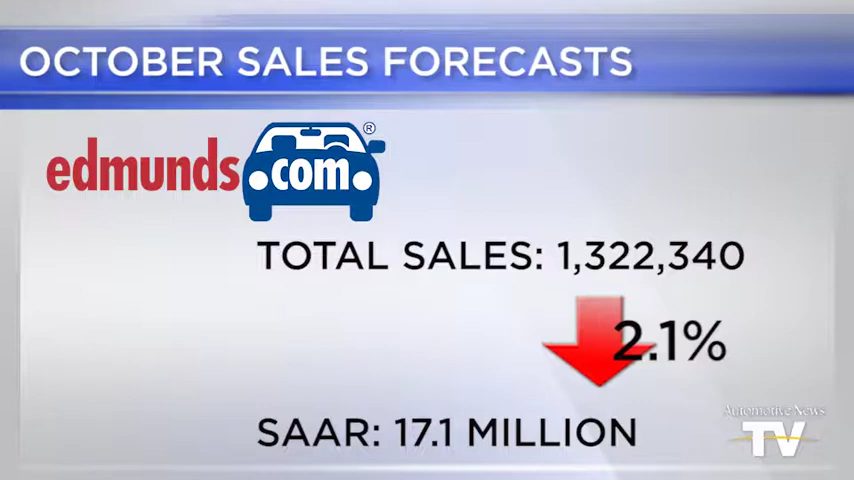 OCTOBER SALES FORECASTS
edmunds.com®
TOTAL SALES: 1,322,340
2.1%
SAAR: 17.1 MILLION
Automotive News
TV